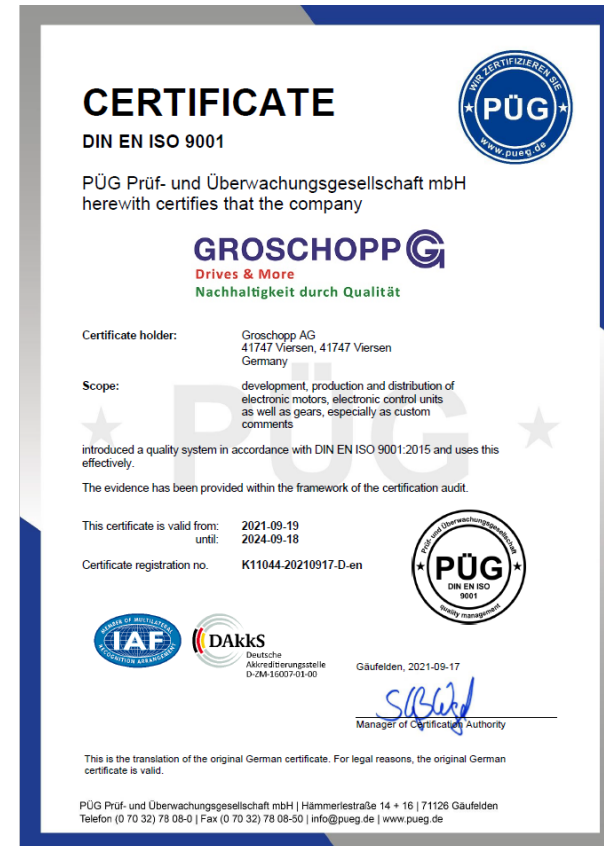 WIR ZERTIFIZIEREN SIE
PÜG
www.pueg.de
CERTIFICATE
DIN EN ISO 9001
PÜG Prüf- und Überwachungsgesellschaft mbH
herewith certifies that the company
GROSCHOPP G
Drives & More
Nachhaltigkeit durch Qualität
Certificate holder: Groschopp AG
41747 Viersen, 41747 Viersen
Germany
Scope: development, production and distribution of
electronic motors, electronic control units
as well as gears, especially as custom
comments
PÜG
introduced a quality system in accordance with DIN EN ISO 9001:2015 and uses this
effectively.
The evidence has been provided within the framework of the certification audit.
This certificate is valid from: 2021-09-19
until: 2024-09-18
Certificate registration no. K11044-20210917-D-en
Prüf- und Überwachungsgesellschaft
PÜG
DIN EN ISO
9001
quality management
MEMBER OF MULTILATERAL
IAF
RECOGNITION ARRANGEMENT
DAkkS
Deutsche
Akkreditierungsstelle
D-ZM-16007-01-00
Gäufelden, 2021-09-17
Manager of Certification Authority
This is the translation of the original German certificate. For legal reasons, the original German
certificate is valid.
PÜG Prüf- und Überwachungsgesellschaft mbH | Hämmerlestraße 14 + 16 | 71126 Gäufelden
Telefon (0 70 32) 78 08-0 | Fax (0 70 32) 78 08-50 | info@pueg.de | www.pueg.de